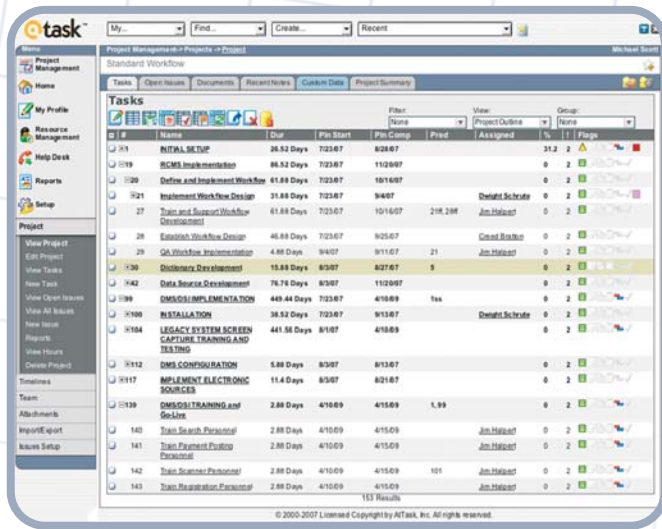 @task™
My...
Find...
Create...
Recent
Menu
Project Management-> Projects -> Project
Michael Scott
Project Management
Home
My Profile
Resource Management
Help Desk
Reports
Setup
Project
View Project
Edit Project
View Tasks
New Task
View Open Issues
View All Issues
New Issue
Reports
View Hours
Delete Project
Timelines
Team
Attachments
Import/Export
Issues Setup
Standard Workflow
Tasks Open Issues Documents Recent Notes Custom Data Project Summary
Tasks
Filter: None
View: Project Outline
Group: None
# Name Dur Pln Start Pln Comp Pred Assigned % ! Flags
1 INITIAL SETUP 26.52 Days 7/23/07 8/28/07 31.2 2
19 RCMS Implementation 86.52 Days 7/23/07 11/20/07 0 2
20 Define and Implement Workflow 61.88 Days 7/23/07 10/16/07 0 2
21 Implement Workflow Design 31.88 Days 7/23/07 9/4/07 Dwight Schrute 0 2
27 Train and Support Workflow Development 61.88 Days 7/23/07 10/16/07 21ff, 28ff Jim Halpert 0 2
28 Establish Workflow Design 46.88 Days 7/23/07 9/25/07 Creed Bratton 0 2
29 QA Workflow Implementation 4.88 Days 9/4/07 9/11/07 21 Jim Halpert 0 2
30 Dictionary Development 15.88 Days 8/3/07 8/27/07 5 0 2
42 Data Source Development 76.76 Days 8/3/07 11/20/07 0 2
99 DMS/DSI IMPLEMENTATION 449.44 Days 7/23/07 4/10/09 1ss 0 2
100 INSTALLATION 38.52 Days 7/23/07 9/13/07 Dwight Schrute 0 2
104 LEGACY SYSTEM SCREEN CAPTURE TRAINING AND TESTING 441.56 Days 8/1/07 4/10/09 0 2
112 DMS CONFIGURATION 5.88 Days 8/3/07 8/13/07 0 2
117 IMPLEMENT ELECTRONIC SOURCES 11.4 Days 8/3/07 8/21/07 0 2
139 DMS/DSI TRAINING and Go-Live 2.88 Days 4/10/09 4/15/09 1, 99 0 2
140 Train Search Personnel 2.88 Days 4/10/09 4/15/09 Jim Halpert 0 2
141 Train Payment Posting Personnel 2.88 Days 4/10/09 4/15/09 Jim Halpert 0 2
142 Train Scanner Personnel 2.88 Days 4/10/09 4/15/09 101 Jim Halpert 0 2
143 Train Registration Personnel 2.88 Days 4/10/09 4/15/09 Jim Halpert 0 2
153 Results
© 2000-2007 Licensed Copyright by AtTask, Inc. All rights reserved.